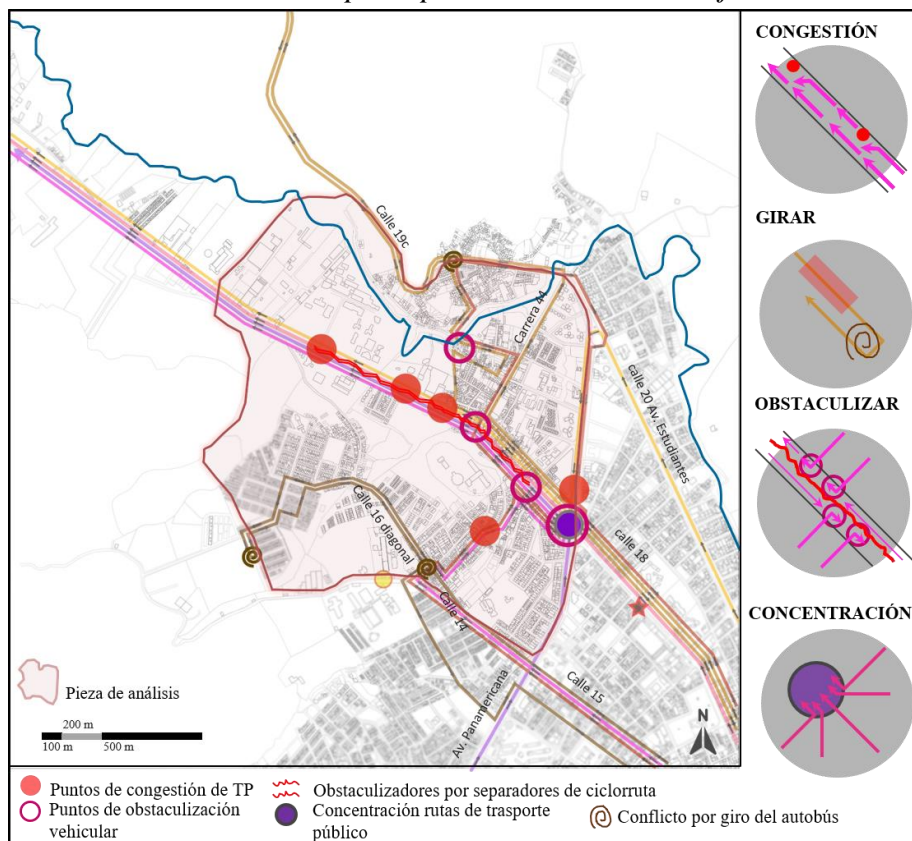 CONGESTIÓN
GIRAR
OBSTACULIZAR
CONCENTRACIÓN
Calle 19c
Carrera 44
calle 20 Av. Estudiantes
Calle 16 diagonal
calle 18
Calle 14
Calle 15
Av. Panamericana
Pieza de análisis
200 m
100 m 500 m
N
Puntos de congestión de TP
Obstaculizadores por separadores de ciclorruta
Puntos de obstaculización
vehicular
Concentración rutas de trasporte
público
Conflicto por giro del autobús